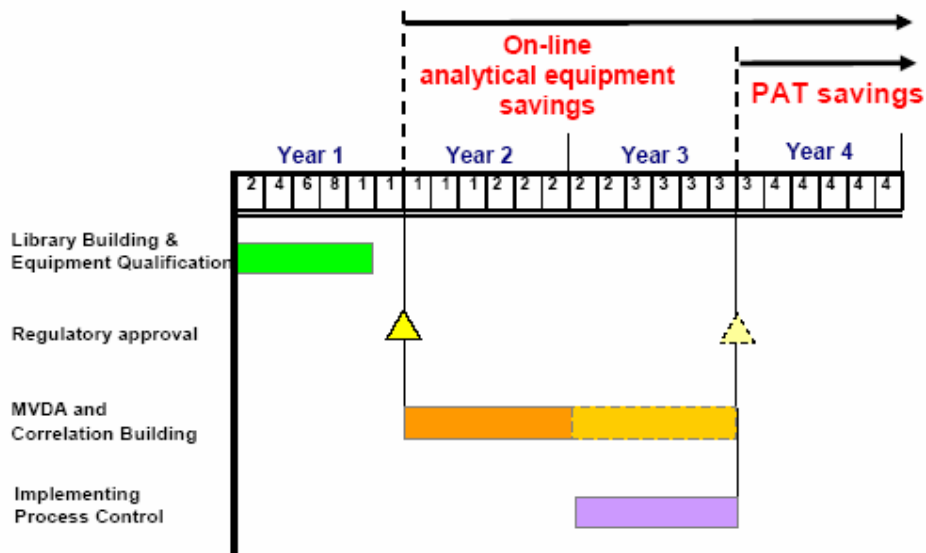 On-line
analytical equipment
savings
PAT savings
Year 1 Year 2 Year 3 Year 4
2 4 6 8 1 1 1 1 1 2 2 2 2 2 3 3 3 3 3 4 4 4 4 4
Library Building &
Equipment Qualification
Regulatory approval
MVDA and
Correlation Building
Implementing
Process Control